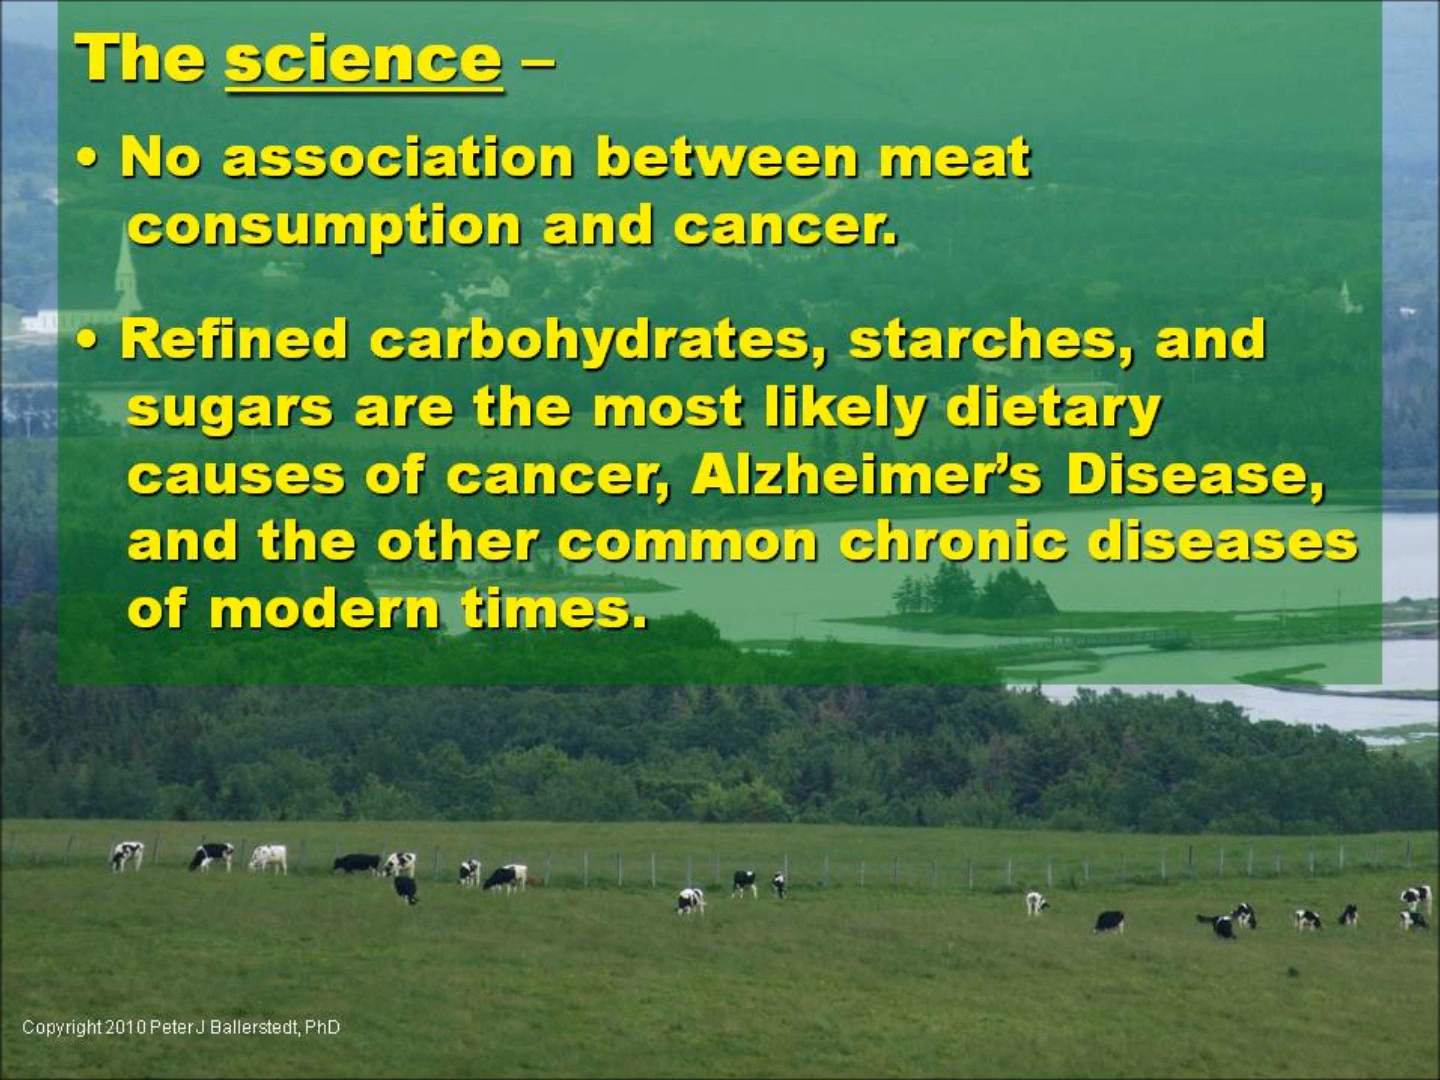 The science –
• No association between meat
consumption and cancer.
• Refined carbohydrates, starches, and
sugars are the most likely dietary
causes of cancer, Alzheimer’s Disease,
and the other common chronic diseases
of modern times.
Copyright 2010 Peter J Ballerstedt, PhD